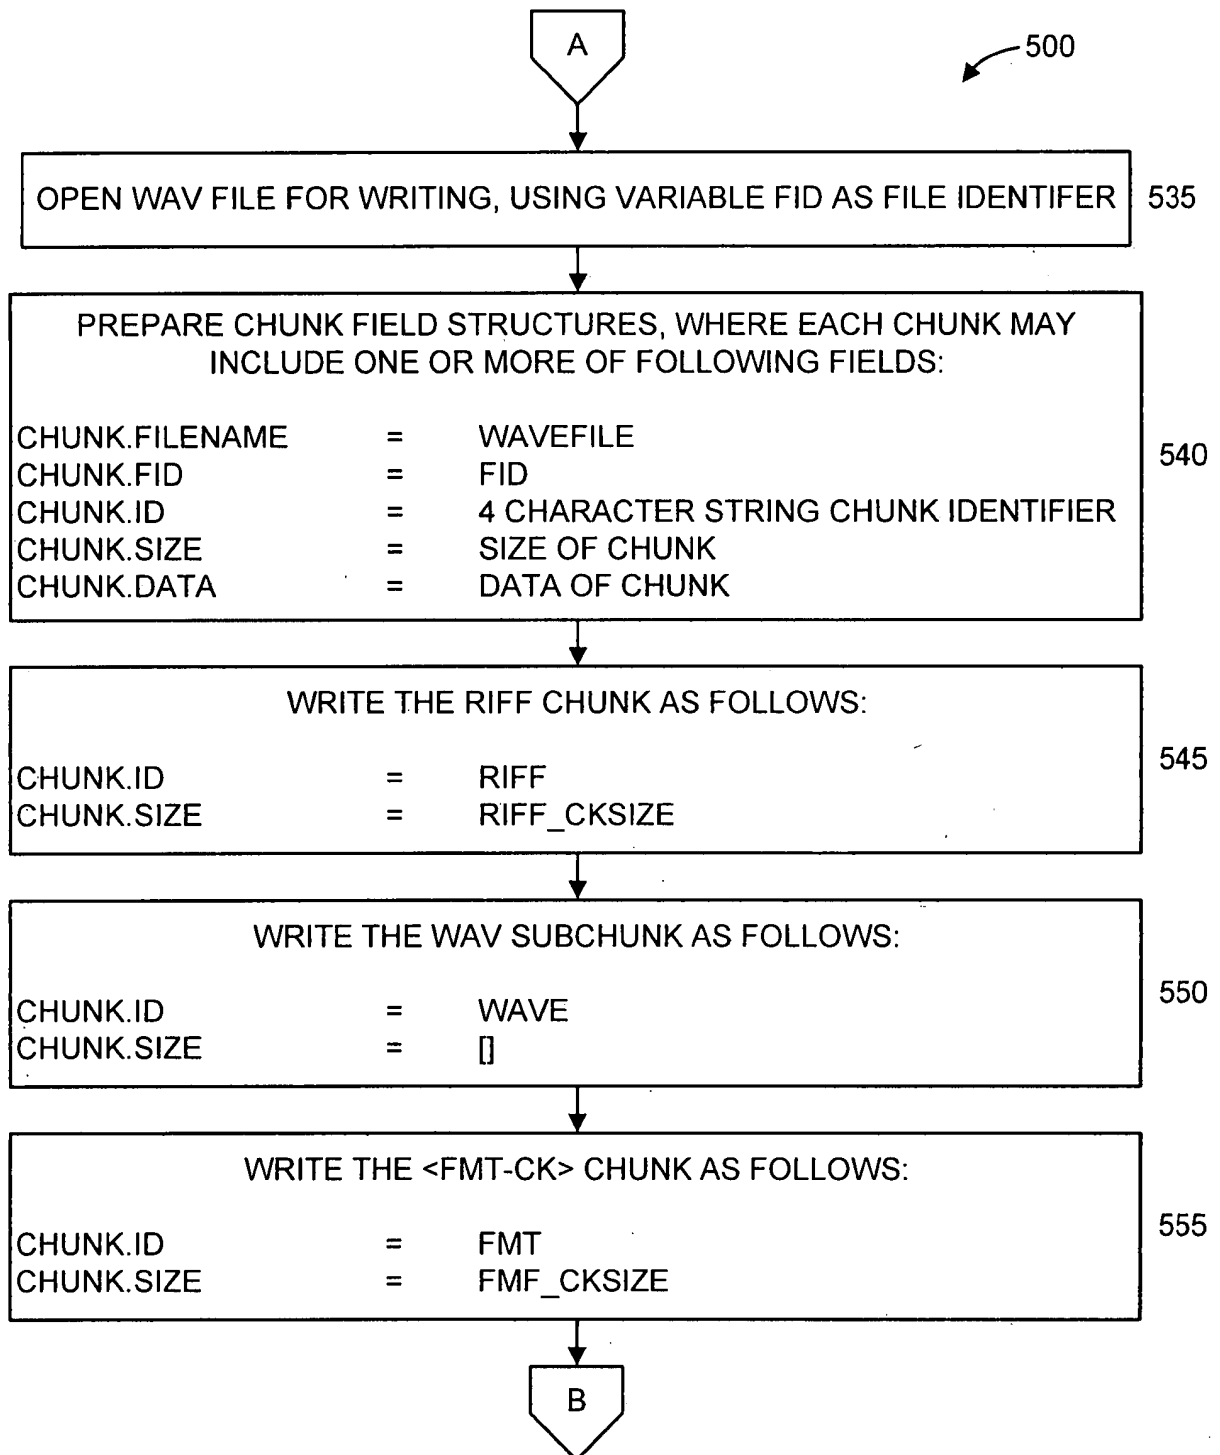 A
500
OPEN WAV FILE FOR WRITING, USING VARIABLE FID AS FILE IDENTIFER 535
PREPARE CHUNK FIELD STRUCTURES, WHERE EACH CHUNK MAY
INCLUDE ONE OR MORE OF FOLLOWING FIELDS:
CHUNK.FILENAME = WAVEFILE
540
CHUNK.FID = FID
CHUNK.ID = 4 CHARACTER STRING CHUNK IDENTIFIER
CHUNK.SIZE = SIZE OF CHUNK
CHUNK.DATA = DATA OF CHUNK
WRITE THE RIFF CHUNK AS FOLLOWS:
545
CHUNK.ID = RIFF
CHUNK.SIZE = RIFF_CKSIZE
WRITE THE WAV SUBCHUNK AS FOLLOWS:
550
CHUNK.ID = WAVE
CHUNK.SIZE = []
WRITE THE <FMT-CK> CHUNK AS FOLLOWS:
555
CHUNK.ID = FMT
CHUNK.SIZE = FMF_CKSIZE
B